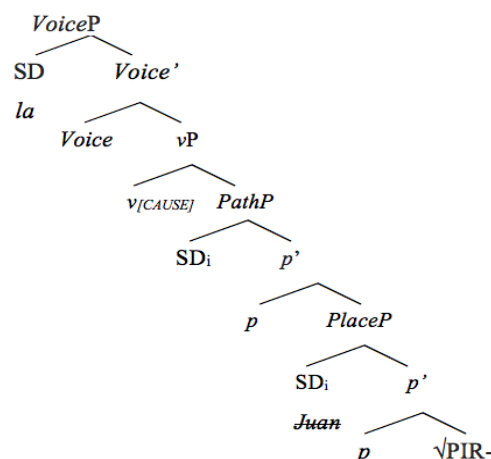 VoiceP
SD Voice’
la
Voice vP
v[CAUSE] PathP
SDi p’
p PlaceP
SDi p’
Juan
p √PIR-